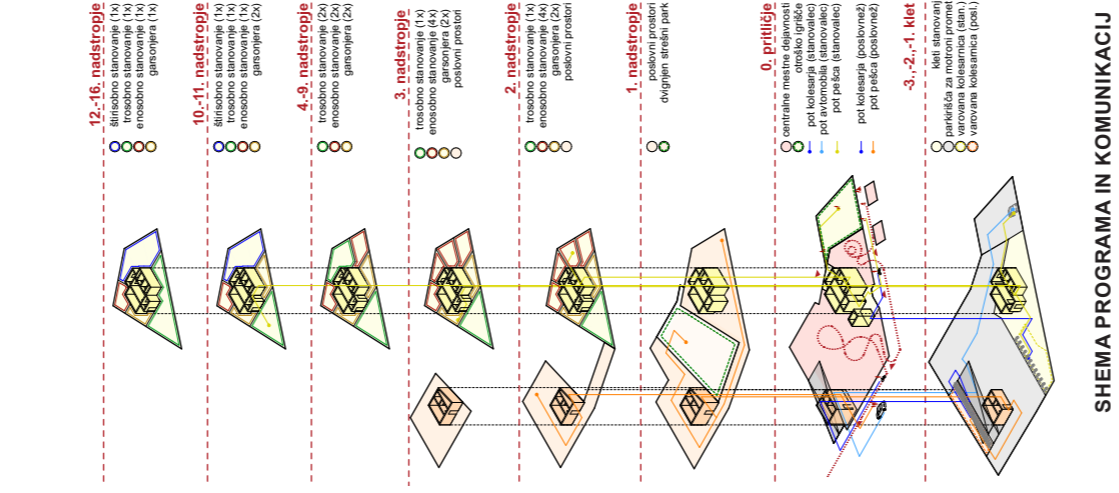 SHEMA PROGRAMA IN KOMUNIKACIJ
12.-16. nadstropje
štirisobno stanovanje (1x)
trosobno stanovanje (1x)
enosobno stanovanje (1x)
garsonjera (1x)
10.-11. nadstropje
štirisobno stanovanje (1x)
trosobno stanovanje (1x)
enosobno stanovanje (1x)
garsonjera (2x)
4.-9. nadstropje
trosobno stanovanje (2x)
enosobno stanovanje (2x)
garsonjera (2x)
3. nadstropje
trosobno stanovanje (1x)
enosobno stanovanje (4x)
garsonjera (2x)
poslovni prostori
2. nadstropje
trosobno stanovanje (1x)
enosobno stanovanje (4x)
garsonjera (2x)
poslovni prostori
1. nadstropje
poslovni prostori
dvignjen strešni park
0. pritličje
centralne mestne dejavnosti
otroško igrišče
pot kolesarja (stanovalec)
pot avtomobila (stanovalec)
pot pešca (stanovalec)
pot kolesarja (poslovnež)
pot pešca (poslovnež)
-3.,-2.,-1. klet
kleti stanovanj
parkirišča za motorni promet
varovana kolesarnica (stan.)
varovana kolesarnica (posl.)